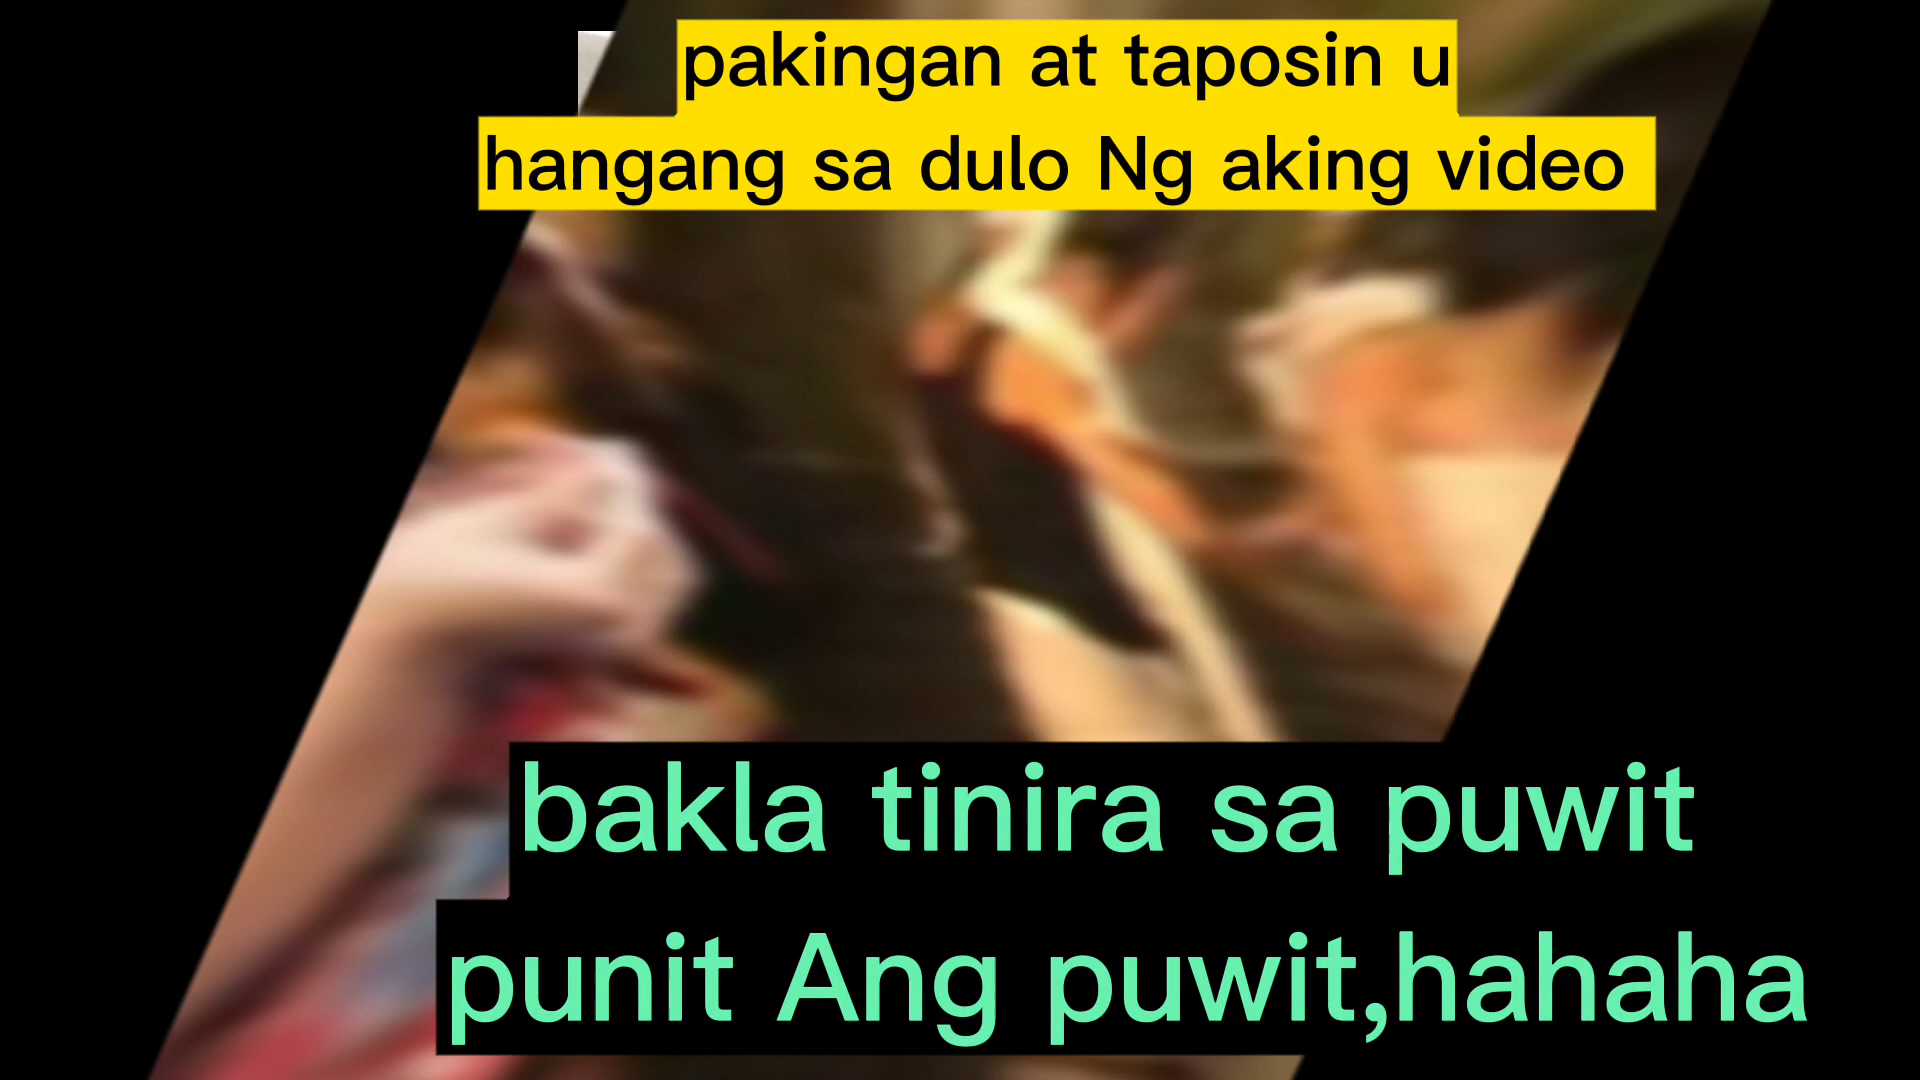 pakingan at taposin u
hangang sa dulo Ng aking video
bakla tinira sa puwit
punit Ang puwit,hahaha